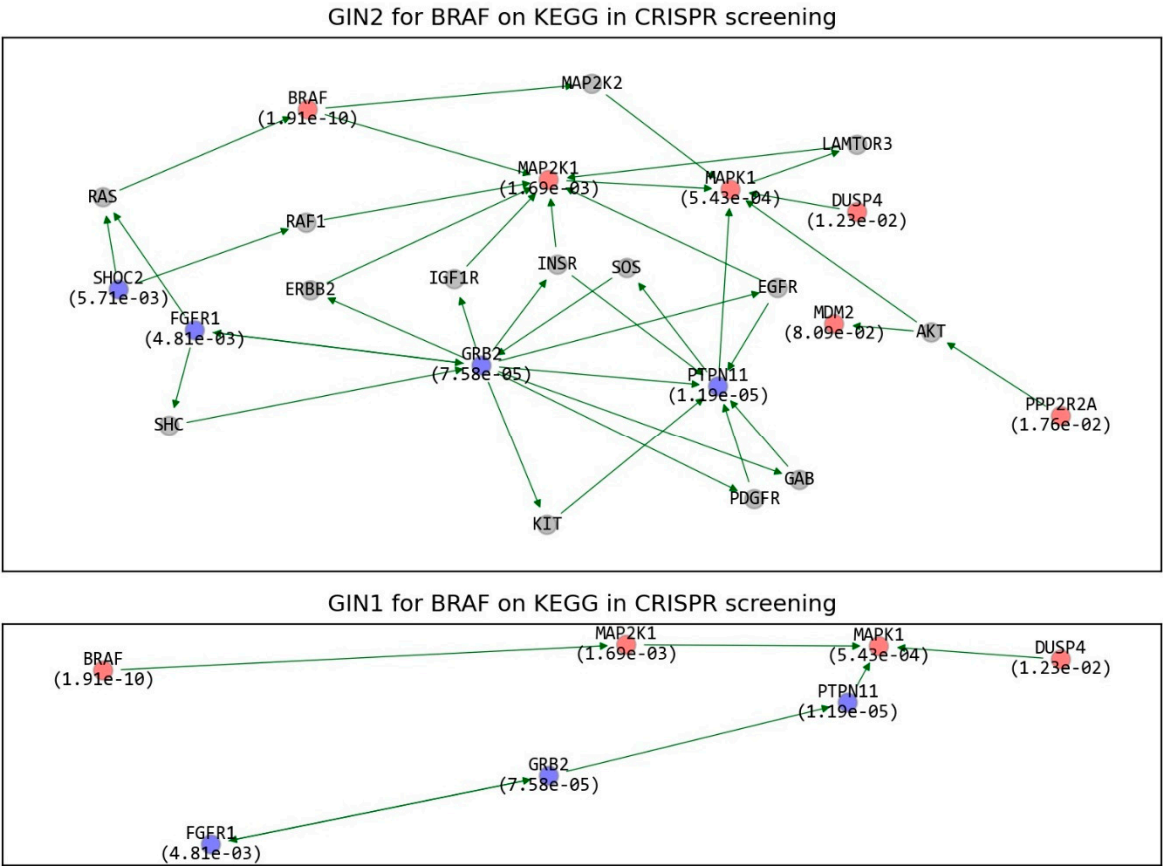 GIN2 for BRAF on KEGG in CRISPR screening
MAP2K2
BRAF
(1.91e-10)
LAMTOR3
MAP2K1
(1.69e-03)
MAPK1
(5.43e-04)
RAS
DUSP4
(1.23e-02)
RAF1
INSR
SOS
SHOC2
(5.71e-03)
ERBB2
IGF1R
EGFR
FGFR1
(4.81e-03)
MDM2
(8.09e-02)
AKT
GRB2
(7.58e-05)
PTPN11
(1.19e-05)
PPP2R2A
(1.76e-02)
SHC
GAB
PDGFR
KIT
GIN1 for BRAF on KEGG in CRISPR screening
BRAF
(1.91e-10)
MAP2K1
(1.69e-03)
MAPK1
(5.43e-04)
DUSP4
(1.23e-02)
PTPN11
(1.19e-05)
GRB2
(7.58e-05)
FGFR1
(4.81e-03)